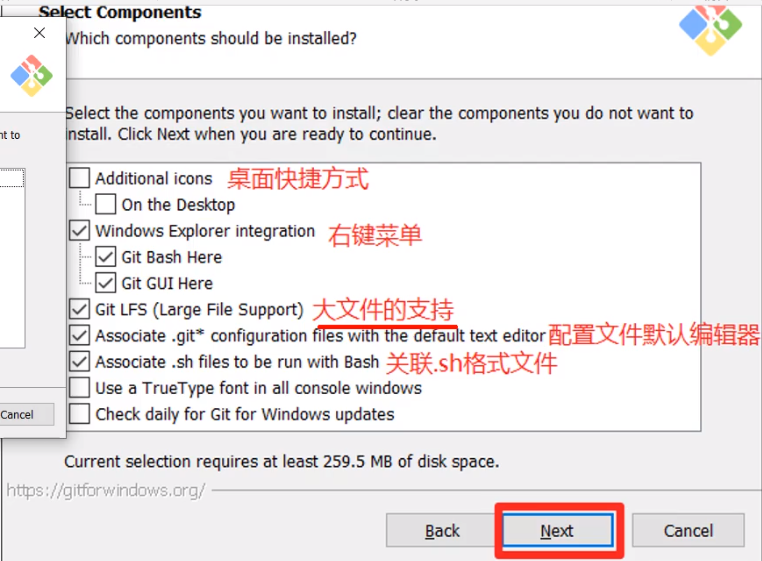 Select Components
Which components should be installed?
nt to
Select the components you want to install; clear the components you do not want to
install. Click Next when you are ready to continue.
Additional icons 桌面快捷方式
On the Desktop
Windows Explorer integration 右键菜单
Git Bash Here
Git GUI Here
Git LFS (Large File Support) 大文件的支持
Associate .git* configuration files with the default text editor 配置文件默认编辑器
Associate .sh files to be run with Bash 关联.sh格式文件
Use a TrueType font in all console windows
Check daily for Git for Windows updates
Cancel
Current selection requires at least 259.5 MB of disk space.
https://gitforwindows.org/
Back Next Cancel